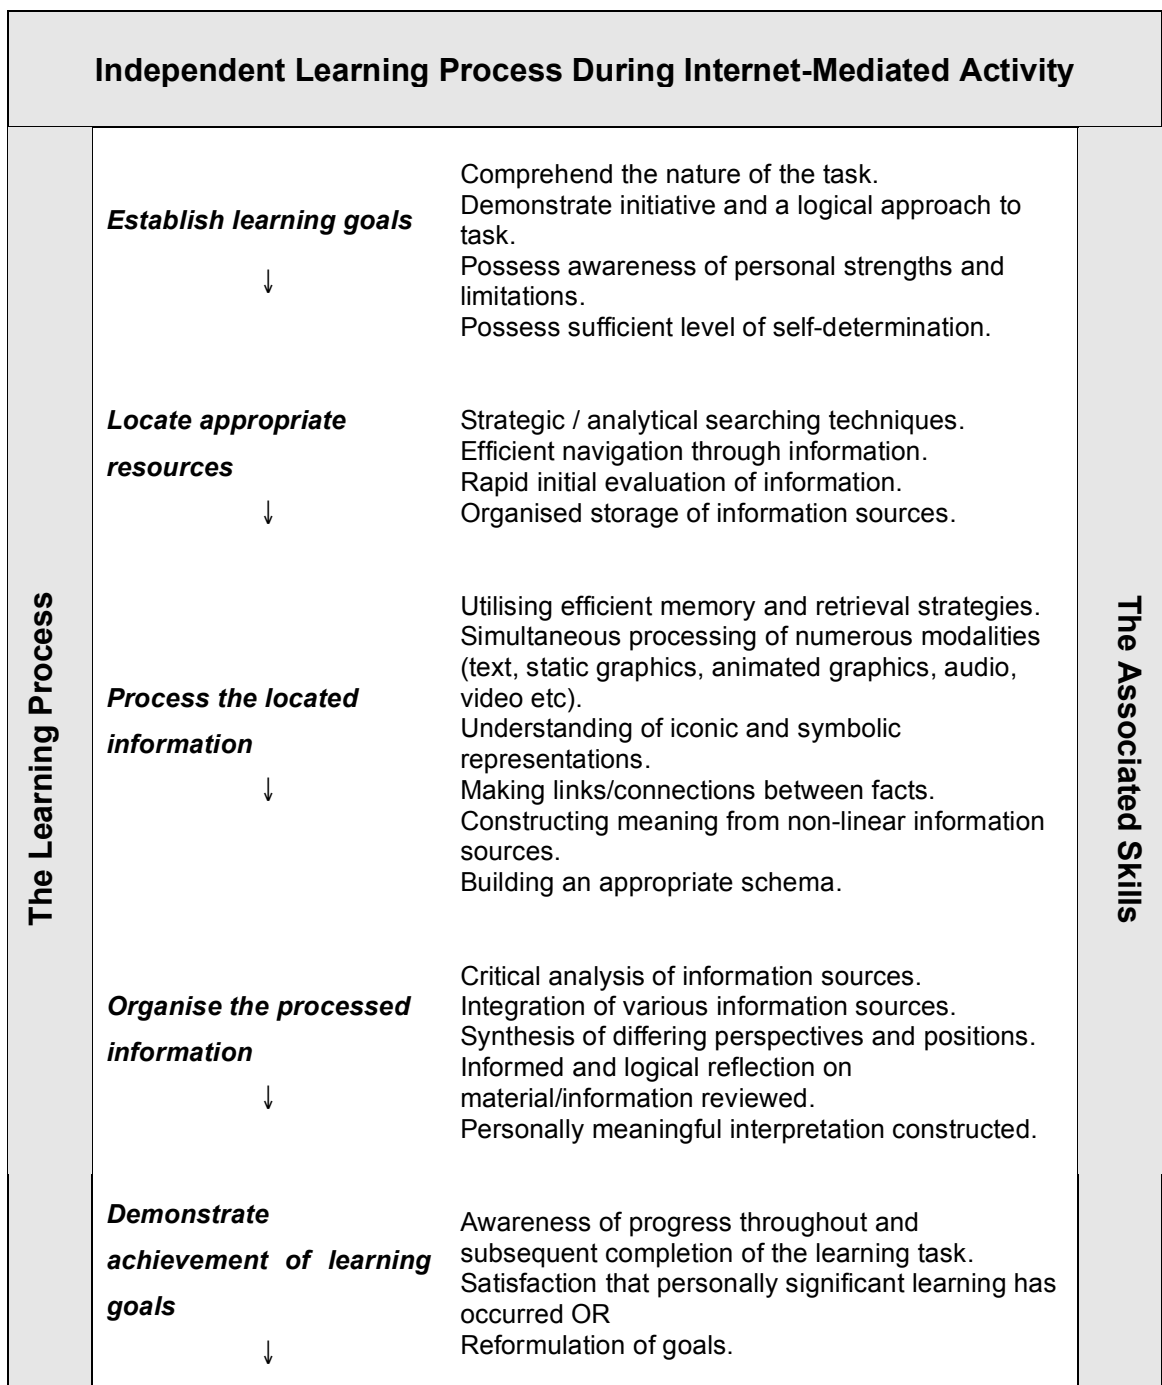 Independent Learning Process During Internet-Mediated Activity
The Learning Process
Establish learning goals
↓
Comprehend the nature of the task.
Demonstrate initiative and a logical approach to
task.
Possess awareness of personal strengths and
limitations.
Possess sufficient level of self-determination.
Locate appropriate
resources
↓
Strategic / analytical searching techniques.
Efficient navigation through information.
Rapid initial evaluation of information.
Organised storage of information sources.
Process the located
information
↓
Utilising efficient memory and retrieval strategies.
Simultaneous processing of numerous modalities
(text, static graphics, animated graphics, audio,
video etc).
Understanding of iconic and symbolic
representations.
Making links/connections between facts.
Constructing meaning from non-linear information
sources.
Building an appropriate schema.
Organise the processed
information
↓
Critical analysis of information sources.
Integration of various information sources.
Synthesis of differing perspectives and positions.
Informed and logical reflection on
material/information reviewed.
Personally meaningful interpretation constructed.
Demonstrate
achievement of learning
goals
↓
Awareness of progress throughout and
subsequent completion of the learning task.
Satisfaction that personally significant learning has
occurred OR
Reformulation of goals.
The Associated Skills